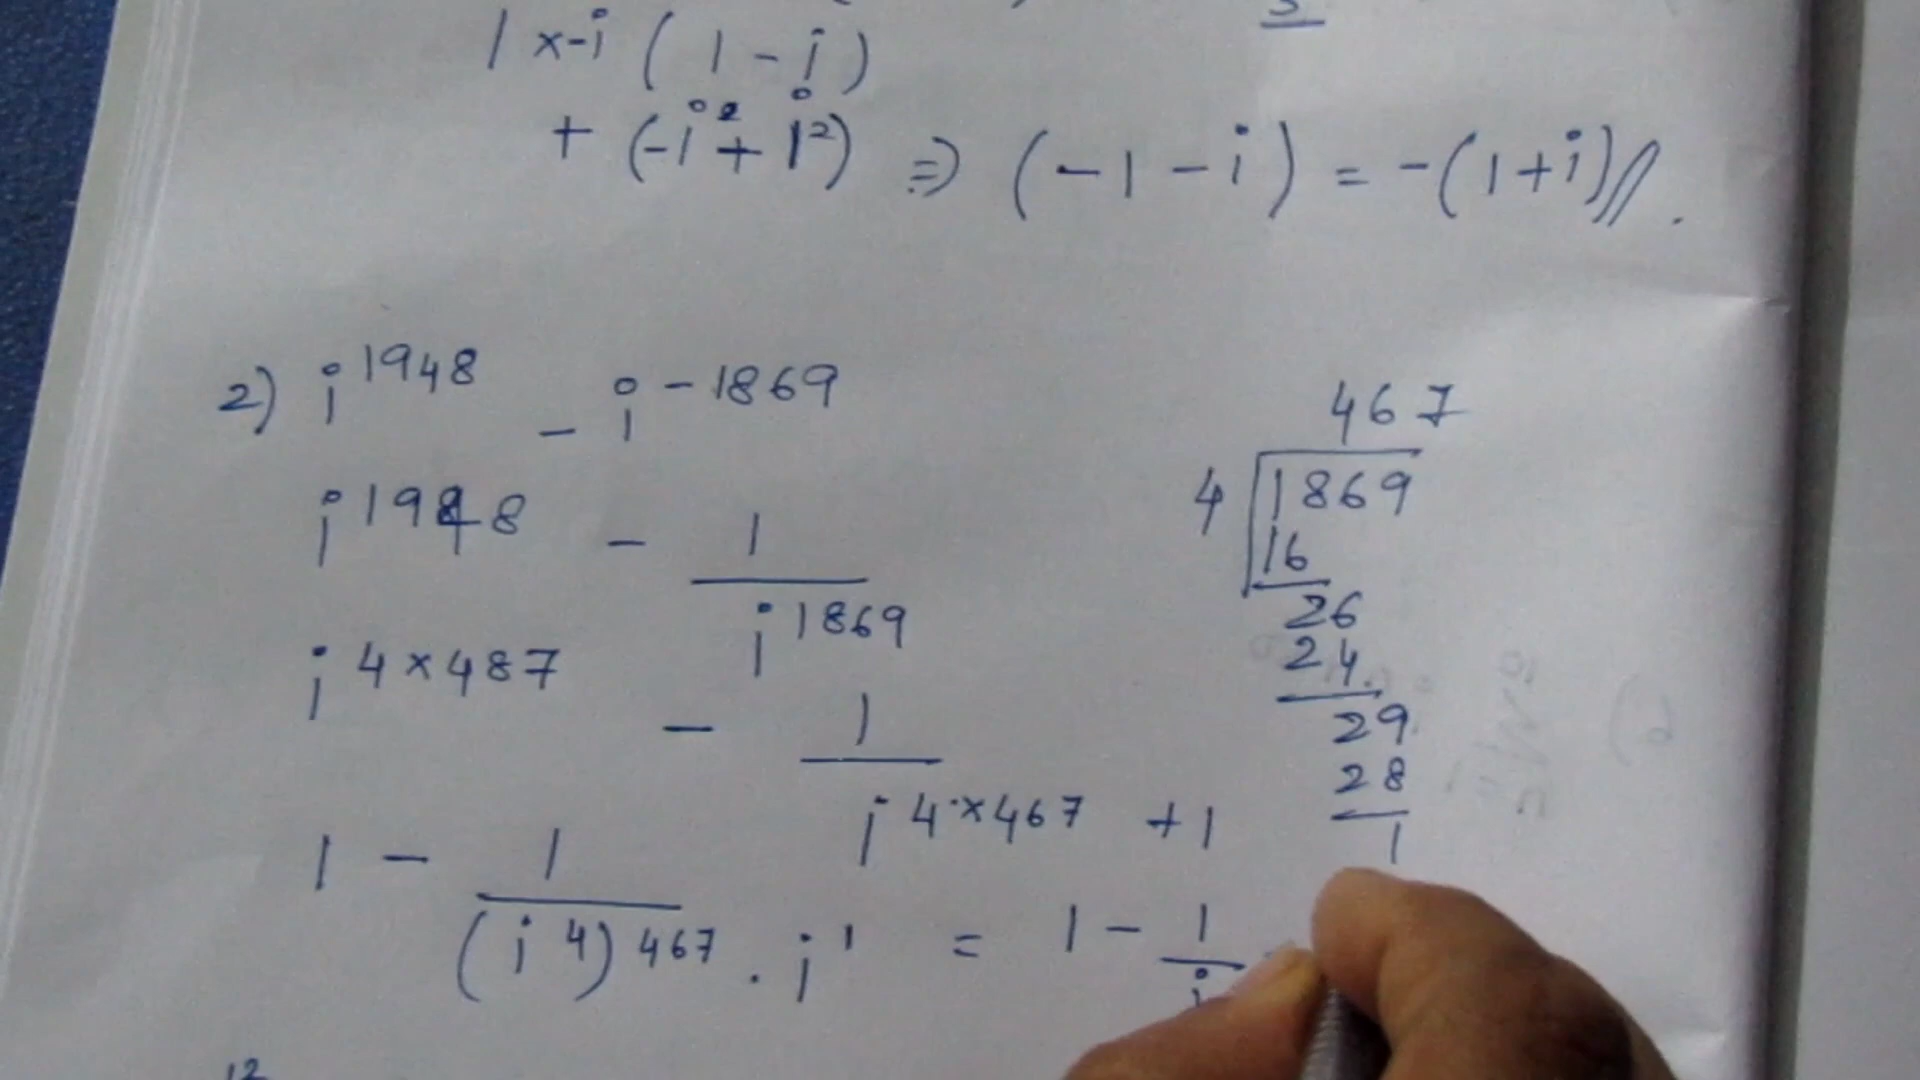 1 x-i ( 1 - i )
+ (-i + i²) => (-1 - i) = -(1+i)//.
2) i^1948 - i^-1869
i^1948 - 1/i^1869
i^4×487 - 1/i^4×467 +1
1 - 1/(i^4)^467 . i^1 = 1 - 1/i
467
4 1869
16
26
24
29
28
1
12